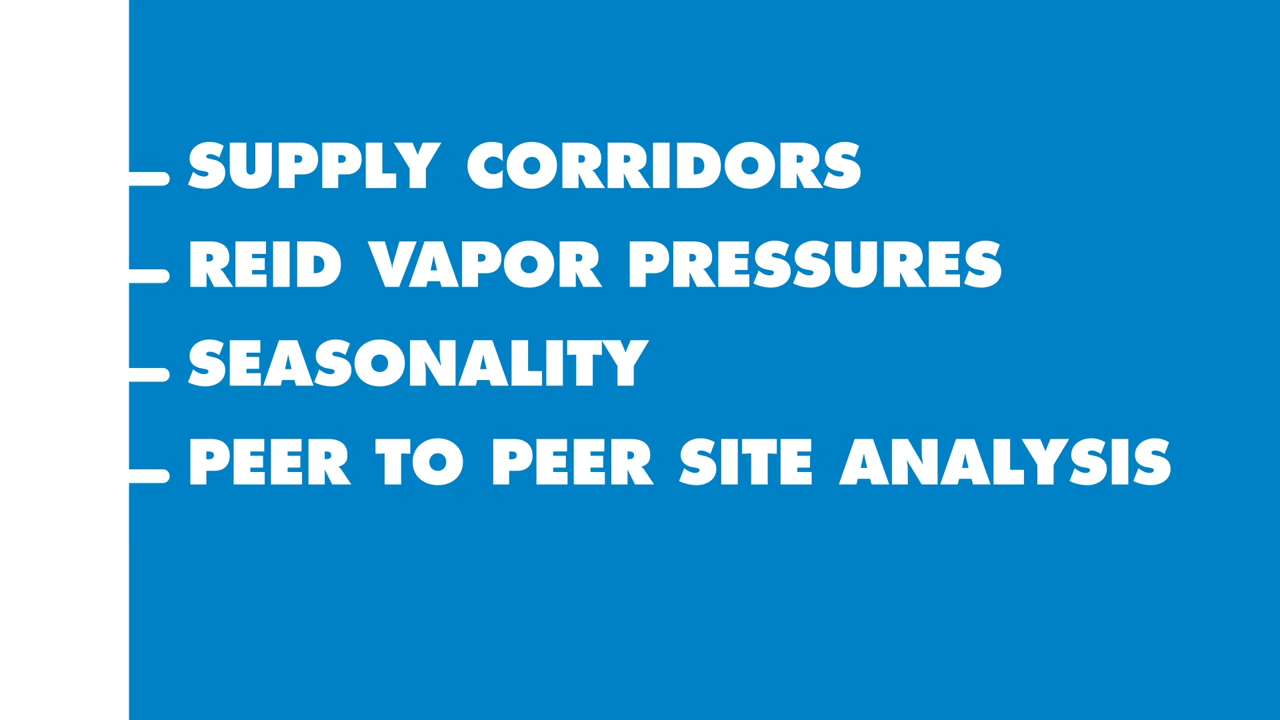 SUPPLY CORRIDORS
REID VAPOR PRESSURES
SEASONALITY
PEER TO PEER SITE ANALYSIS